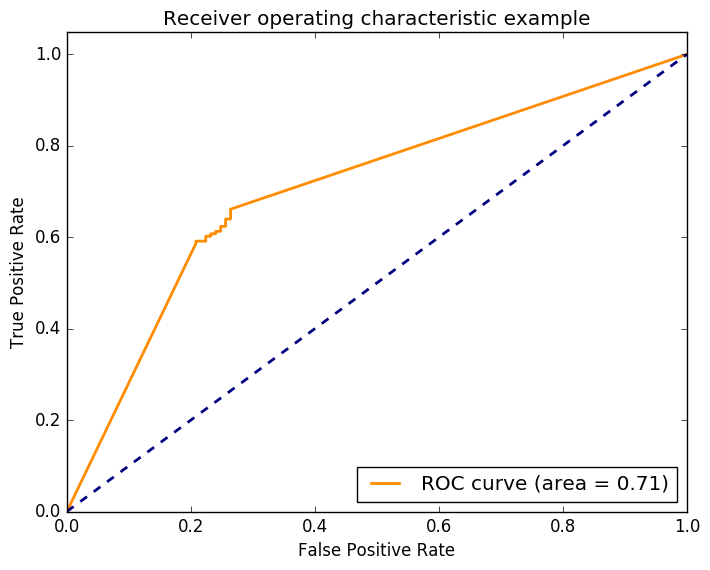 Receiver operating characteristic example
True Positive Rate
1.0
0.8
0.6
0.4
0.2
0.0
0.0 0.2 0.4 0.6 0.8 1.0
False Positive Rate
ROC curve (area = 0.71)